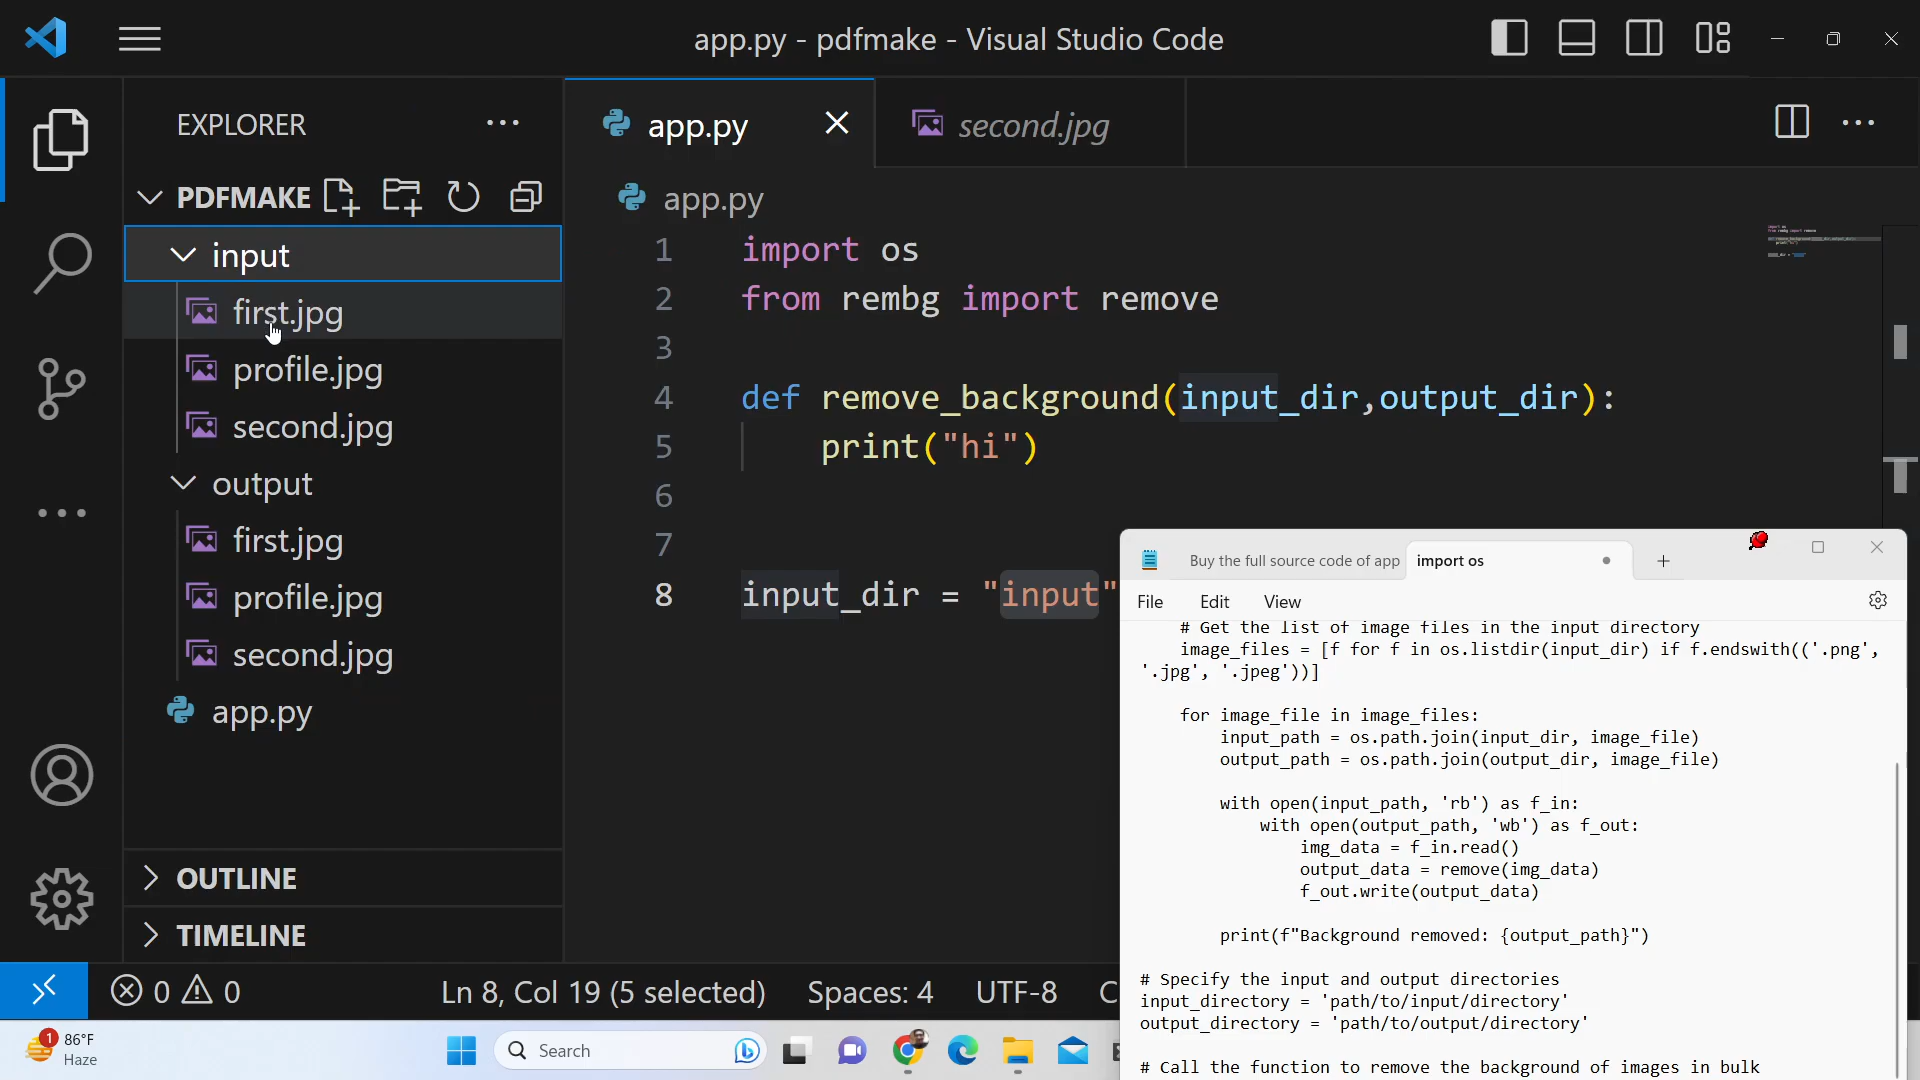 app.py - pdfmake - Visual Studio Code
EXPLORER
PDFMAKE
input
first.jpg
profile.jpg
second.jpg
output
first.jpg
profile.jpg
second.jpg
app.py
OUTLINE
TIMELINE
app.py
second.jpg
app.py
1 import os
2 from rembg import remove
3
4 def remove_background(input_dir,output_dir):
5 print("hi")
6
7
8 input_dir = "input"
Buy the full source code of app
import os
File Edit View
# Get the list of image files in the input directory
image_files = [f for f in os.listdir(input_dir) if f.endswith(('.png',
'.jpg', '.jpeg'))]
for image_file in image_files:
input_path = os.path.join(input_dir, image_file)
output_path = os.path.join(output_dir, image_file)
with open(input_path, 'rb') as f_in:
with open(output_path, 'wb') as f_out:
img_data = f_in.read()
output_data = remove(img_data)
f_out.write(output_data)
print(f"Background removed: {output_path}")
# Specify the input and output directories
input_directory = 'path/to/input/directory'
output_directory = 'path/to/output/directory'
# Call the function to remove the background of images in bulk
0 0
Ln 8, Col 19 (5 selected)
Spaces: 4
UTF-8
1
86°F
Haze
Search